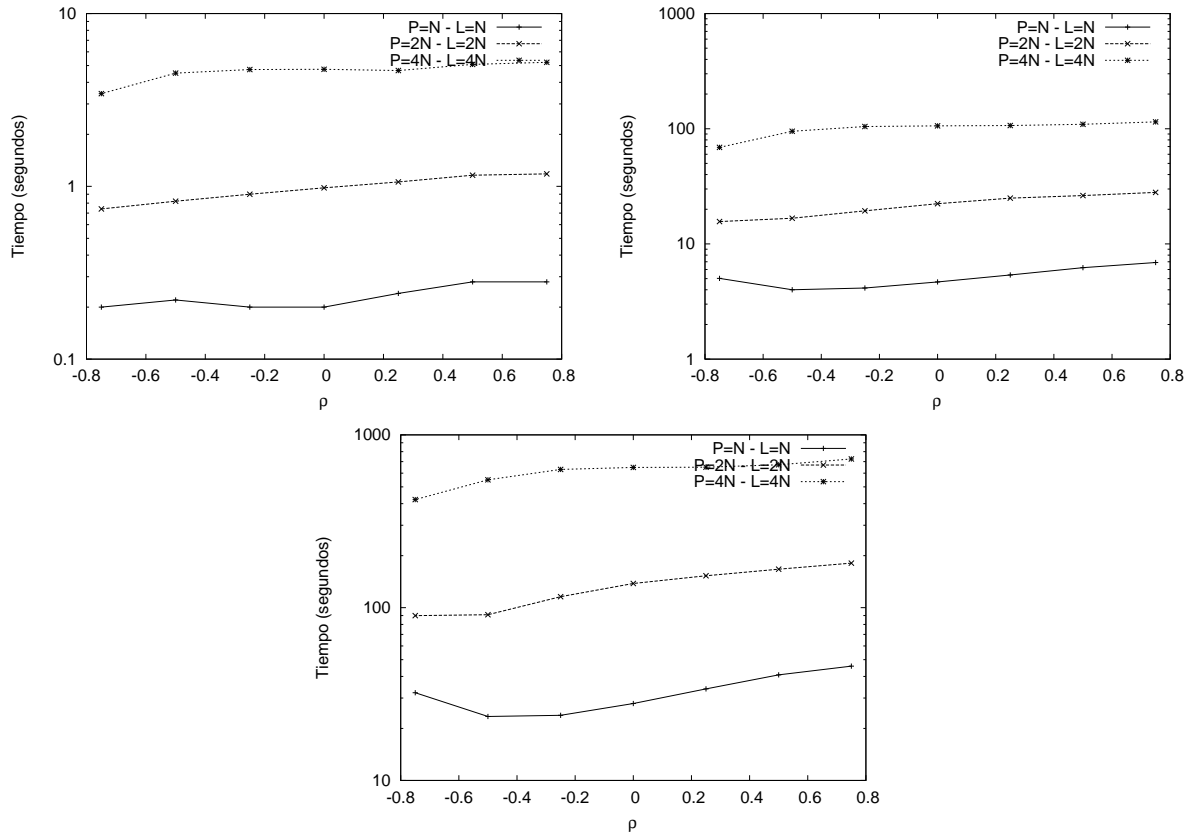 10
P=N - L=N
P=2N - L=2N
P=4N - L=4N
Tiempo (segundos)
1
0.1
-0.8 -0.6 -0.4 -0.2 0 0.2 0.4 0.6 0.8
ρ
1000
P=N - L=N
P=2N - L=2N
P=4N - L=4N
100
Tiempo (segundos)
10
1
-0.8 -0.6 -0.4 -0.2 0 0.2 0.4 0.6 0.8
ρ
1000
P=N - L=N
P=2N - L=2N
P=4N - L=4N
Tiempo (segundos)
100
10
-0.8 -0.6 -0.4 -0.2 0 0.2 0.4 0.6 0.8
ρ